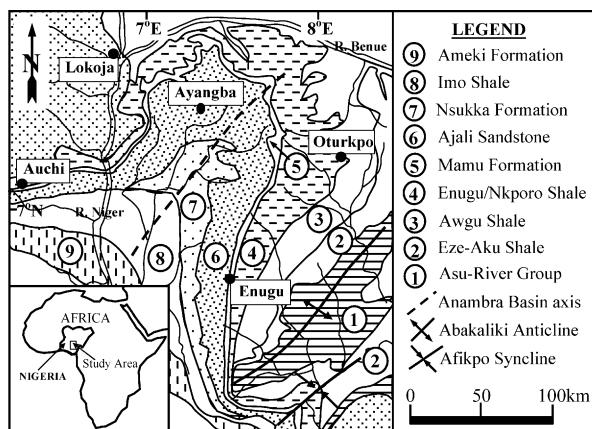 7°E
8°E
R. Benue
N
Lokoja
Ayangba
Oturkpo
Auchi
7°N
R. Niger
5
7
3
2
9
8
6
4
Enugu
1
2
AFRICA
NIGERIA
Study Area
LEGEND
9 Ameki Formation
8 Imo Shale
7 Nsukka Formation
6 Ajali Sandstone
5 Mamu Formation
4 Enugu/Nkporo Shale
3 Awgu Shale
2 Eze-Aku Shale
1 Asu-River Group
Anambra Basin axis
Abakaliki Anticline
Afikpo Syncline
0 50 100km